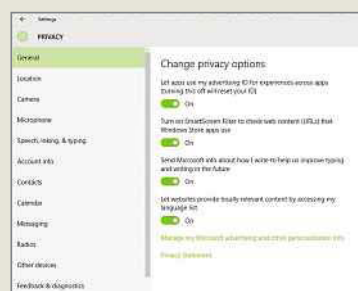 Settings
PRIVACY
General
Location
Camera
Microphone
Speech, inking, & typing
Account info
Contacts
Calendar
Messaging
Radios
Other devices
Feedback & diagnostics
Change privacy options
Let apps use my advertising ID for experiences across apps
(turning this off will reset your ID)
On
Turn on SmartScreen Filter to check web content (URLs) that
Windows Store apps use
On
Send Microsoft info about how I write to help us improve typing
and writing in the future
On
Let websites provide locally relevant content by accessing my
language list
On
Manage my Microsoft advertising and other personalization info
Privacy Statement